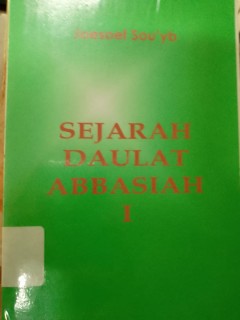 Joesoef Sou'yb
SEJARAH
DAULAT
ABBASIAH
I